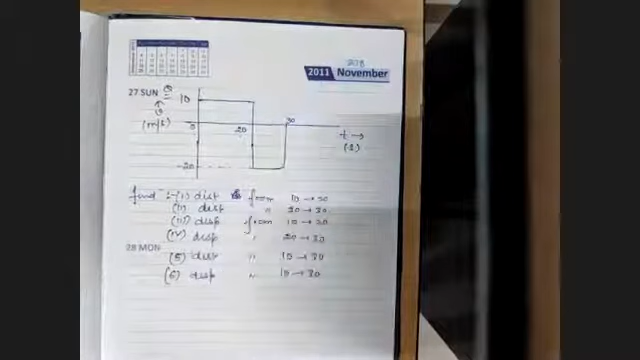 2011 November
27 SUN
10
(m/s)
0
20
30
t →
(s)
-20
find :- (i) dist from 10 → 20
(ii) dist " 20 → 30
(iii) disp from 10 → 20
(iv) disp " 20 → 30
28 MON
(5) dist " 10 → 30
(6) disp " 10 → 30